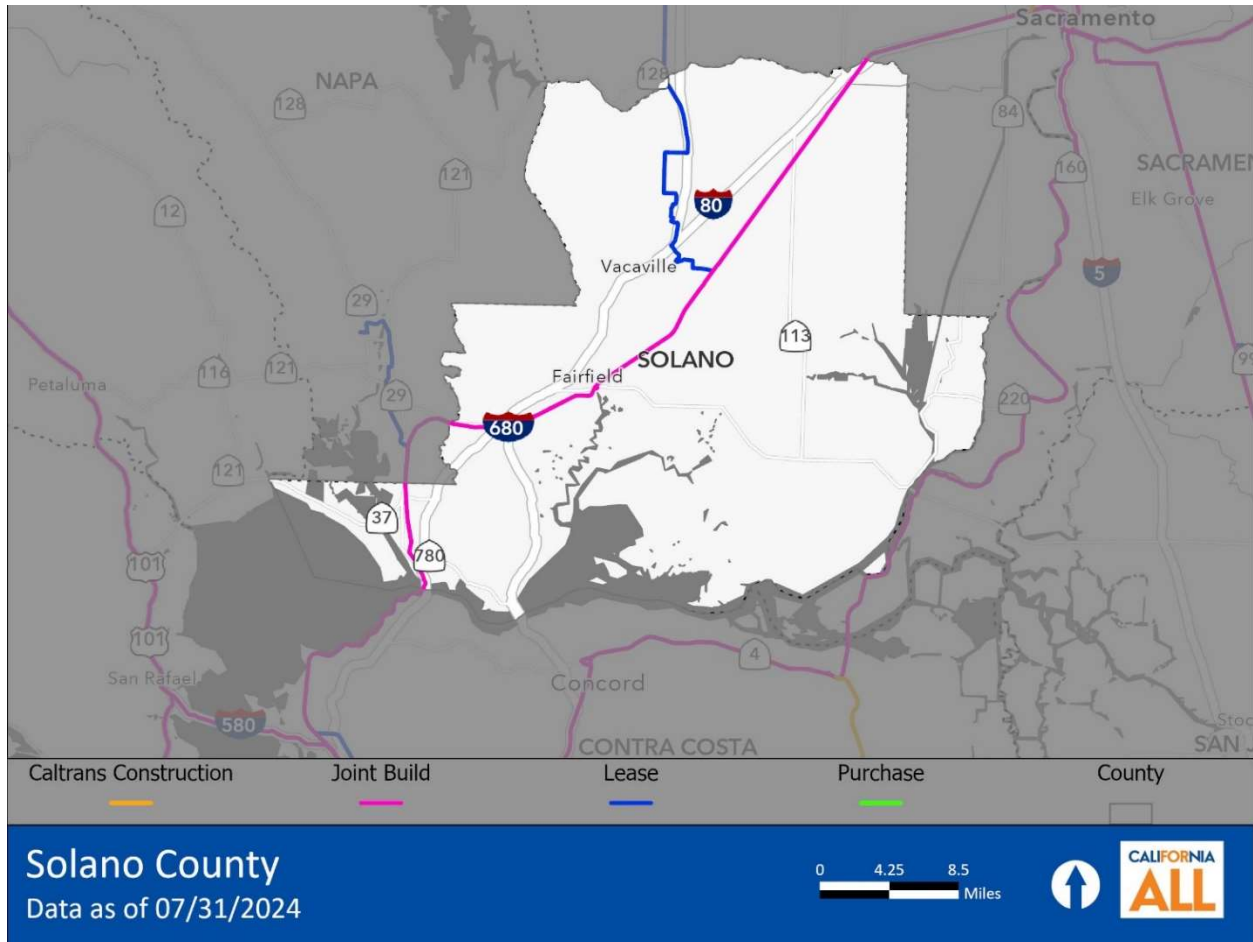 Sacramento
NAPA
128
128
121
12
84
160
SACRAMEN
Elk Grove
80
5
Vacaville
29
113
SOLANO
Fairfield
116
121
Petaluma
29
220
99
680
121
37
780
101
101
4
San Rafael
Concord
580
Stoc
CONTRA COSTA
SAN J
Caltrans Construction
Joint Build
Lease
Purchase
County
Solano County
Data as of 07/31/2024
0 4.25 8.5
Miles
CALIFORNIA
ALL